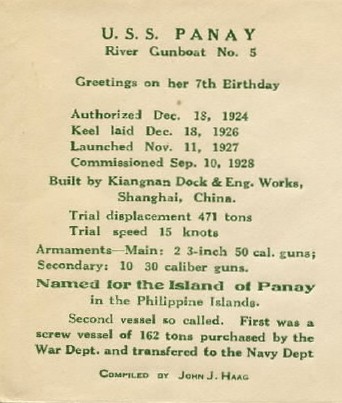 U. S. S. PANAY
River Gunboat No. 5
Greetings on her 7th Birthday
Authorized Dec. 18, 1924
Keel laid Dec. 18, 1926
Launched Nov. 11, 1927
Commissioned Sep. 10, 1928
Built by Kiangnan Dock & Eng. Works,
Shanghai, China.
Trial displacement 471 tons
Trial speed 15 knots
Armaments—Main: 2 3-inch 50 cal. guns;
Secondary: 10 30 caliber guns.
Named for the Island of Panay
in the Philippine Islands.
Second vessel so called. First was a
screw vessel of 162 tons purchased by the
War Dept. and transfered to the Navy Dept
Compiled by John J. Haag